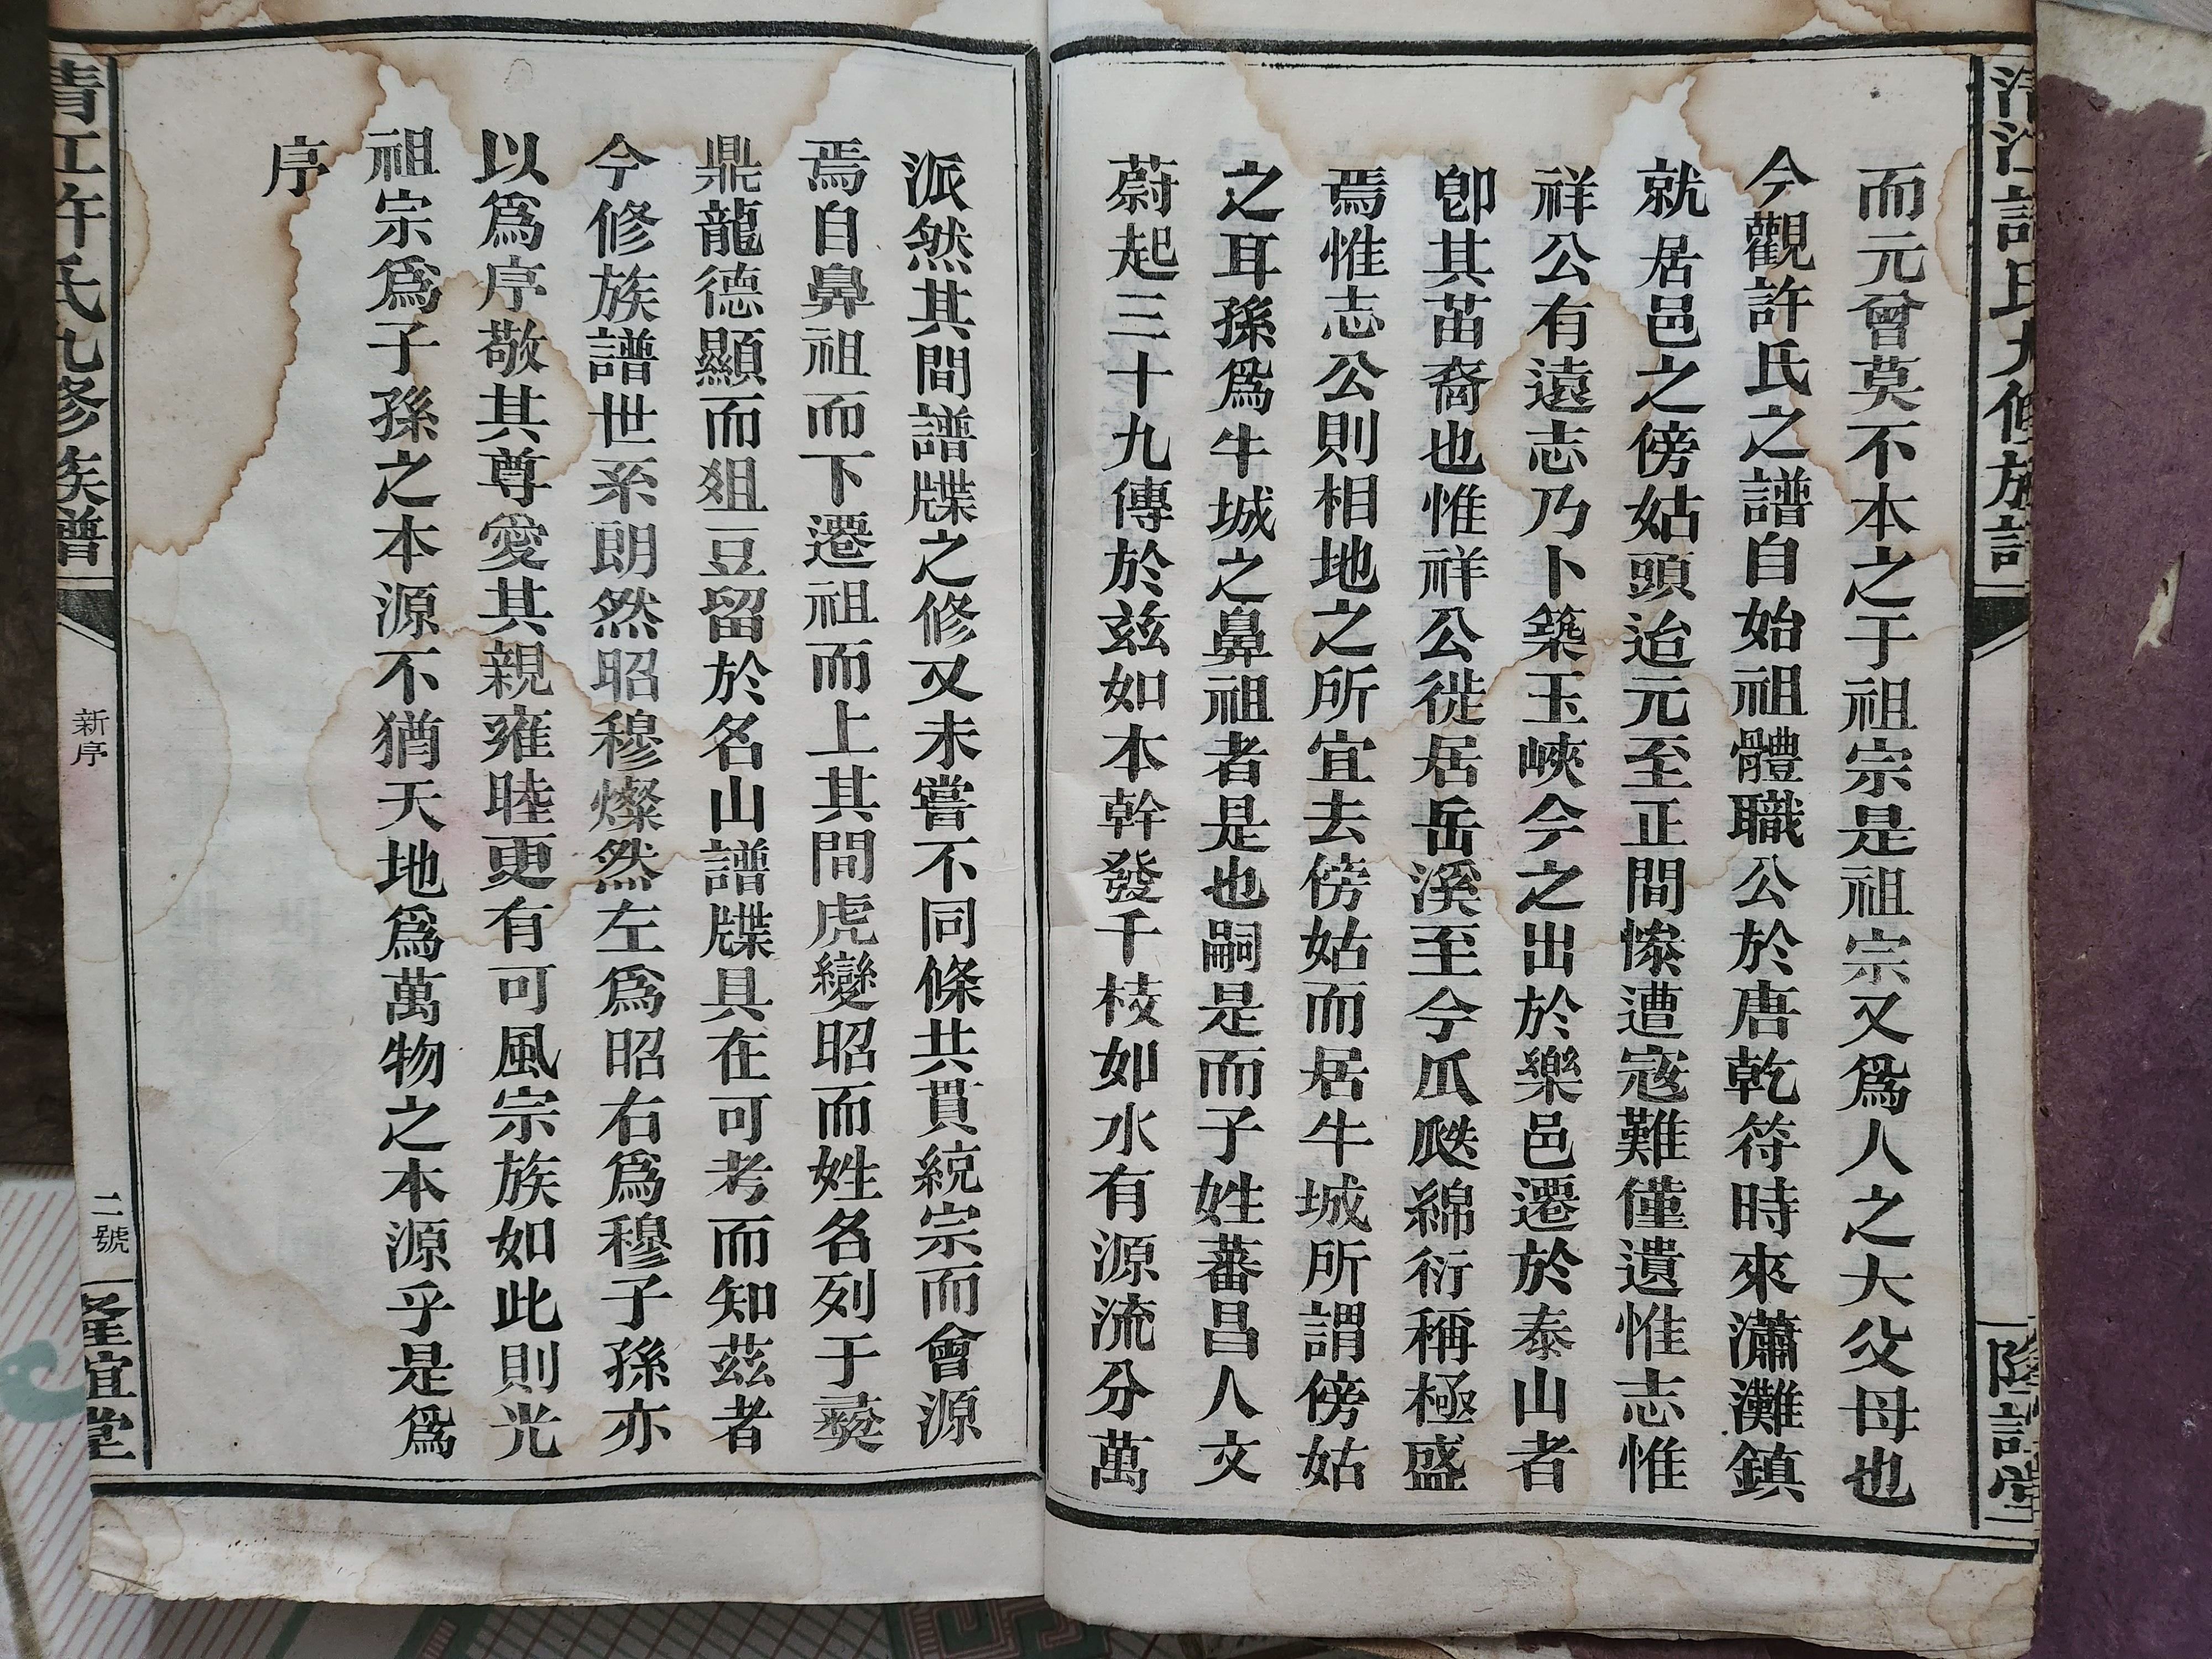 而元曾莫不本之于祖宗是祖宗又爲人之大父母也
今觀許氏之譜自始祖體職公於唐乾符時來瀟灘鎮
就居邑之傍姑頭迨元至正間慘遭寇難僅遺惟志惟
祥公有遠志乃卜築玉峽今之出於樂邑遷於泰山者
卽其苗裔也惟祥公徙居岳溪至今瓜瓞綿衍稱極盛
焉惟志公則相地之所宜去傍姑而居牛城所謂傍姑
之耳孫爲牛城之鼻祖者是也嗣是而子姓蕃昌人文
蔚起三十九傳於兹如本幹發千枝如水有源流分萬
派然其間譜牒之修又未嘗不同條共貫統宗而會源
焉自鼻祖而下遷祖而上其間虎變昭而姓名列于彛
鼎龍德顯而俎豆留於名山譜牒具在可考而知茲者
今修族譜世系朗然昭穆燦然左爲昭右爲穆子孫亦
以爲序敬其尊愛其親雍睦更有可風宗族如此則光
祖宗爲子孫之本源不猶天地爲萬物之本源乎是爲
序
清江許氏九修族譜
新序
二號
隆誼堂